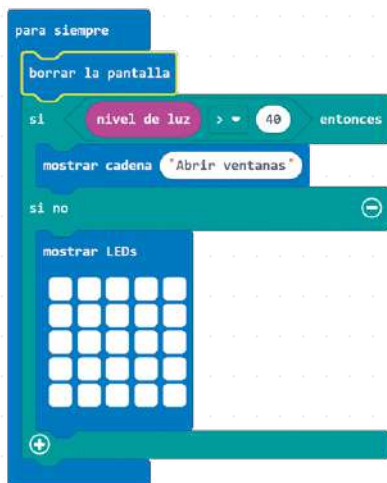 para siempre
borrar la pantalla
si nivel de luz > 40 entonces
mostrar cadena "Abrir ventanas"
si no
mostrar LEDs